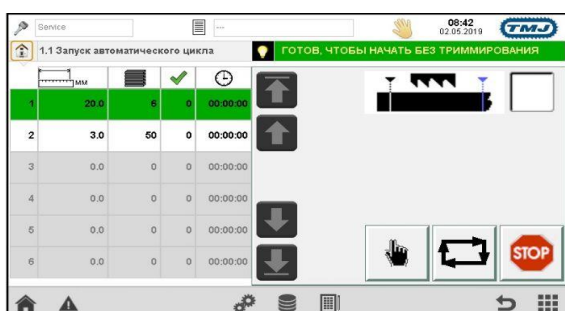 Service
---
08:42
02.05.2019
TMJ
1.1 Запуск автоматического цикла
ГОТОВ, ЧТОБЫ НАЧАТЬ БЕЗ ТРИММИРОВАНИЯ
мм
1 20.0 6 0 00:00:00
2 3.0 50 0 00:00:00
3 0.0 0 0 00:00:00
4 0.0 0 0 00:00:00
5 0.0 0 0 00:00:00
6 0.0 0 0 00:00:00
STOP